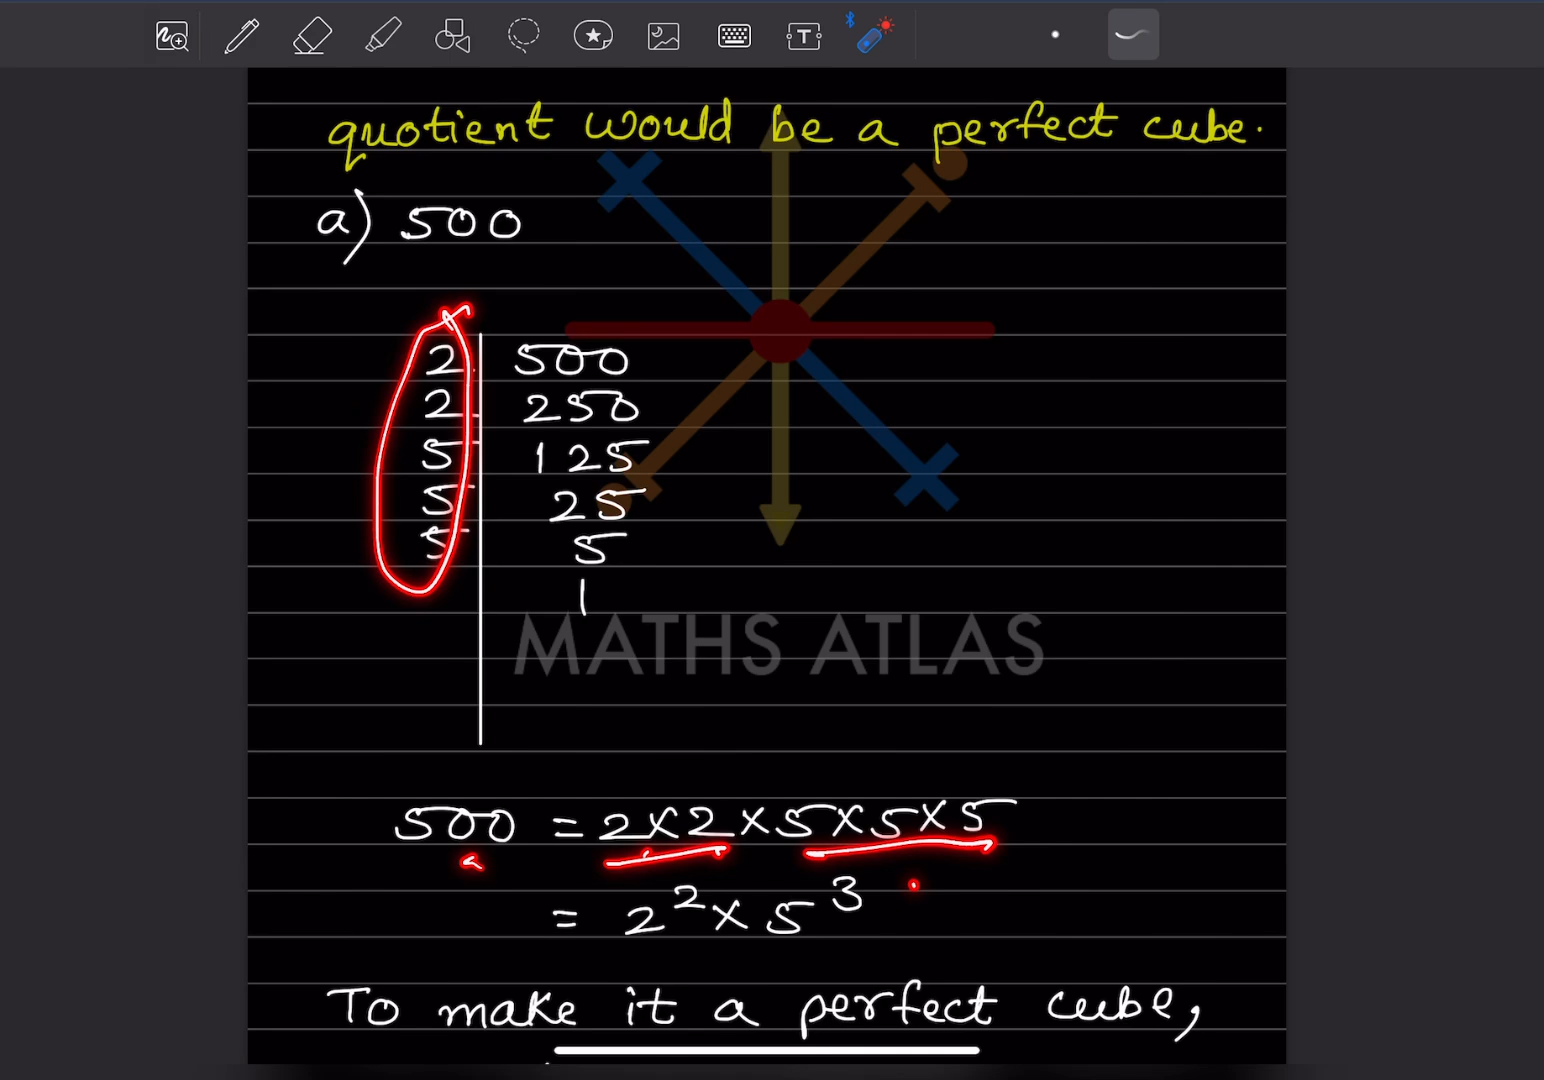 quotient would be a perfect cube.
a) 500
2 | 500
2 | 250
5 | 125
5 | 25
5 | 5
1
MATHS ATLAS
500 = 2×2×5×5×5
= 2²×5³
To make it a perfect cube,